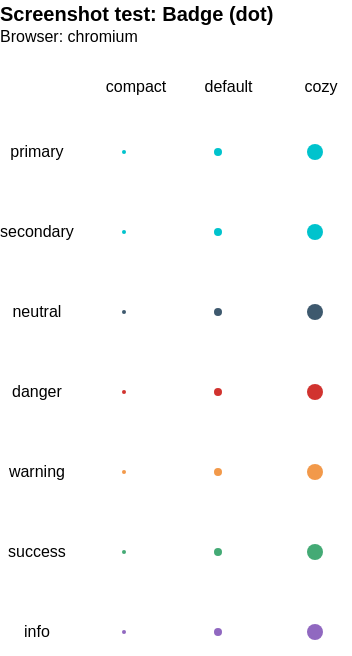 Screenshot test: Badge (dot)
Browser: chromium
compact default cozy
primary
secondary
neutral
danger
warning
success
info